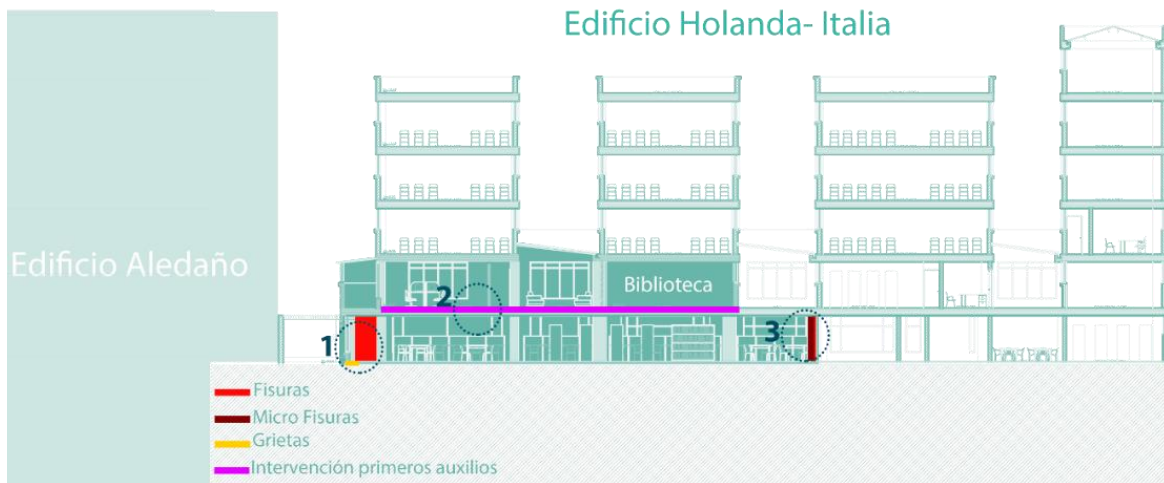 Edificio Holanda- Italia
Edificio Aledaño
Biblioteca
2
1
3
Fisuras
Micro Fisuras
Grietas
Intervención primeros auxilios